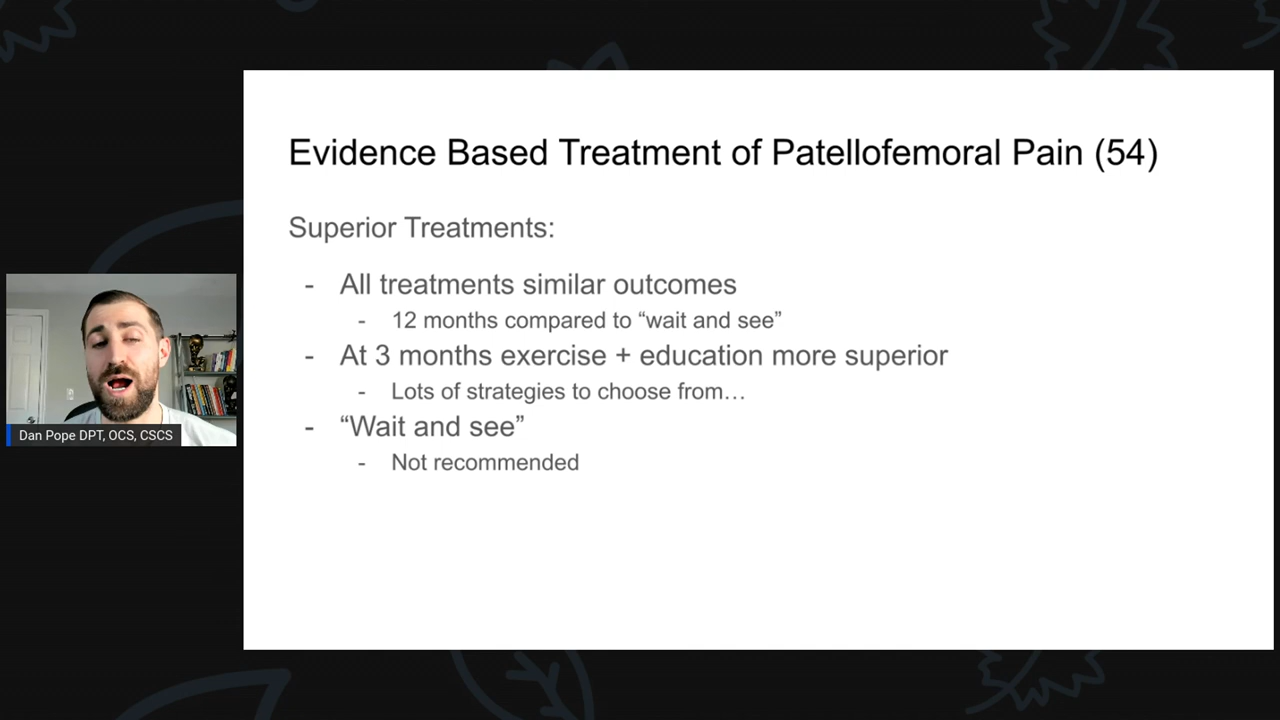 Evidence Based Treatment of Patellofemoral Pain (54)
Superior Treatments:
- All treatments similar outcomes
- 12 months compared to “wait and see”
- At 3 months exercise + education more superior
- Lots of strategies to choose from…
- “Wait and see”
- Not recommended
Dan Pope DPT, OCS, CSCS